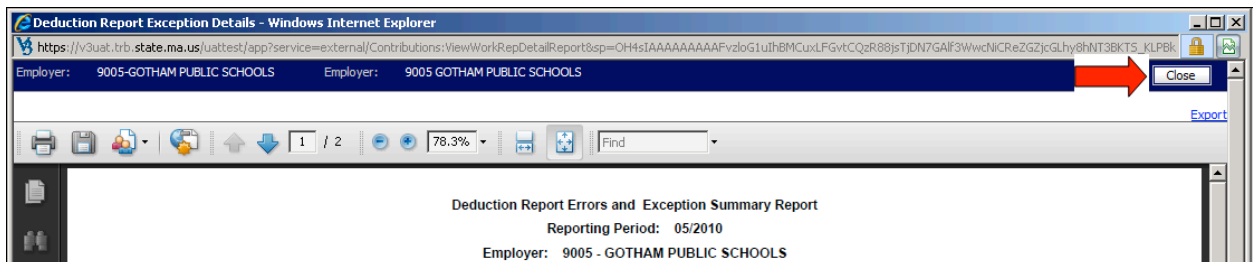 Deduction Report Exception Details - Windows Internet Explorer
https://v3uat.trb.state.ma.us/uattest/app?service=external/Contributions:ViewWorkRepDetailReport&sp=
Employer: 9005-GOTHAM PUBLIC SCHOOLS Employer: 9005 GOTHAM PUBLIC SCHOOLS Close
Export
1 / 2 78.3% Find
Deduction Report Errors and Exception Summary Report
Reporting Period: 05/2010
Employer: 9005 - GOTHAM PUBLIC SCHOOLS